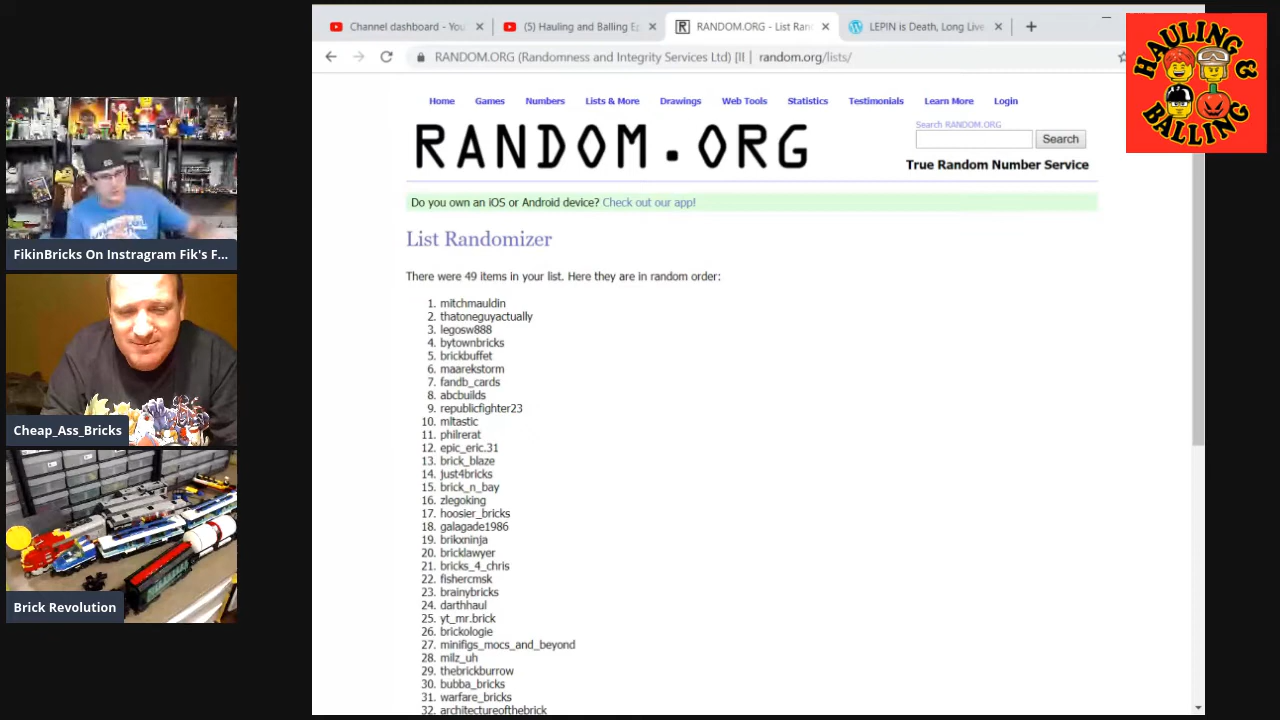 Channel dashboard - You
(5) Hauling and Balling Ep
RANDOM.ORG - List Ran
LEPIN is Death, Long Live
RANDOM.ORG (Randomness and Integrity Services Ltd) [II | random.org/lists/
HAULING &
BALLING
Home Games Numbers Lists & More Drawings Web Tools Statistics Testimonials Learn More Login
RANDOM.ORG
Search RANDOM.ORG
Search
True Random Number Service
Do you own an iOS or Android device? Check out our app!
List Randomizer
There were 49 items in your list. Here they are in random order:
1. mitchmauldin
2. thatoneguyactually
3. legosw888
4. bytownbricks
5. brickbuffet
6. maarekstorm
7. fandb_cards
8. abcbuilds
9. republicfighter23
10. mltastic
11. philrerat
12. epic_eric.31
13. brick_blaze
14. just4bricks
15. brick_n_bay
16. zlegoking
17. hoosier_bricks
18. galagade1986
19. brikxninja
20. bricklawyer
21. bricks_4_chris
22. fishercmsk
23. brainybricks
24. darthhaul
25. yt_mr.brick
26. brickologie
27. minifigs_mocs_and_beyond
28. milz_uh
29. thebrickburrow
30. bubba_bricks
31. warfare_bricks
32. architectureofthebrick
FikinBricks On Instragram Fik's F...
Cheap_Ass_Bricks
Brick Revolution